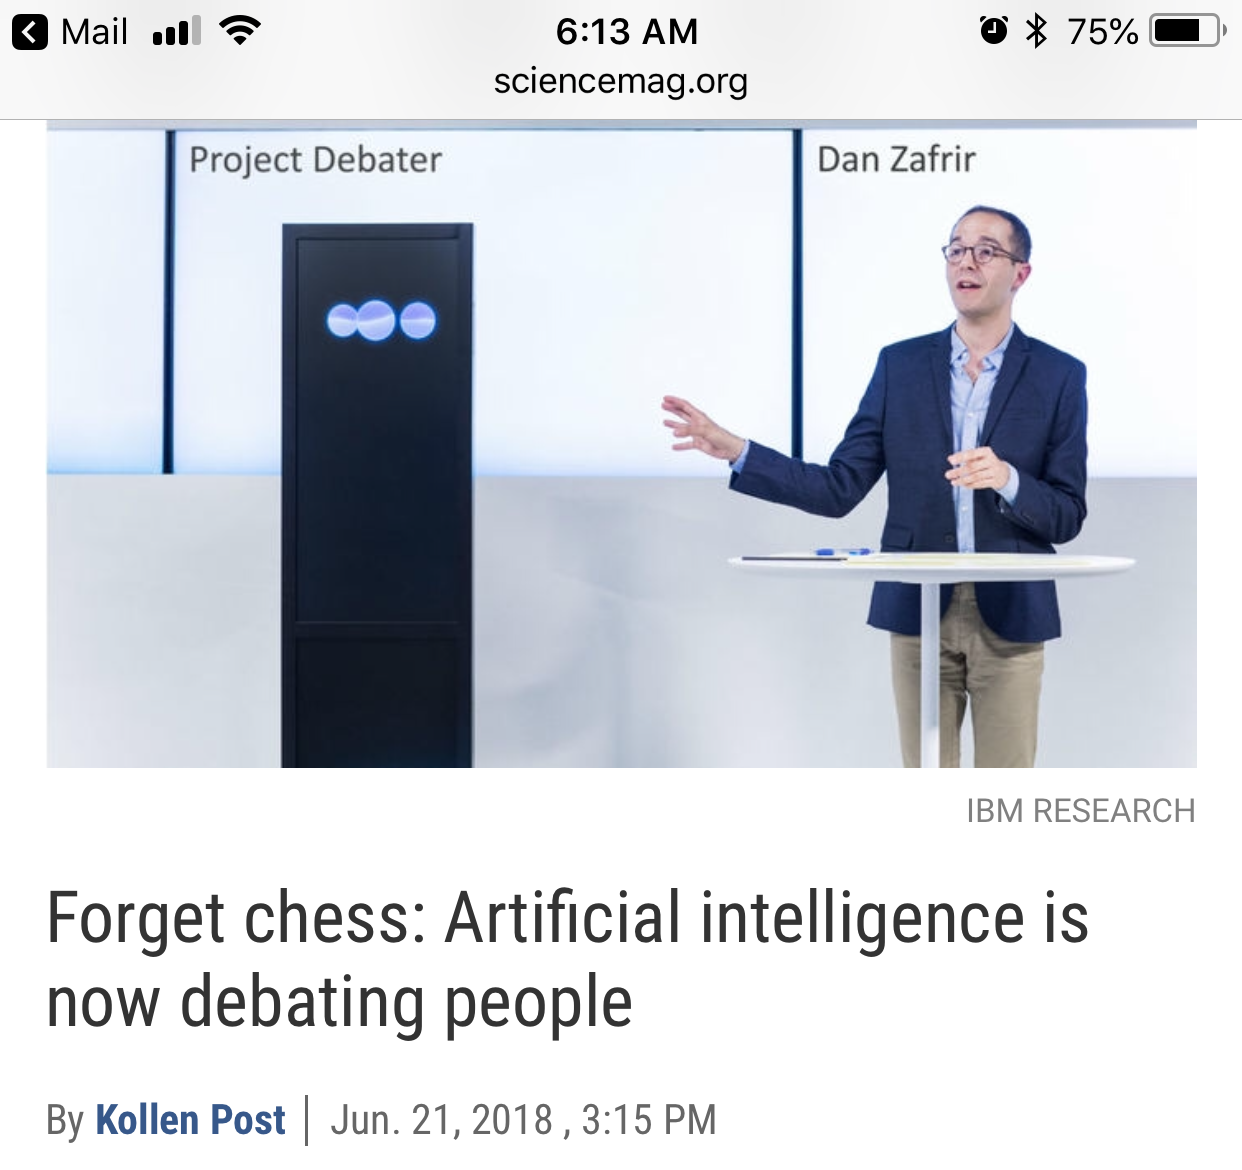 Mail 6:13 AM 75%
sciencemag.org
Project Debater Dan Zafrir
IBM RESEARCH
Forget chess: Artificial intelligence is
now debating people
By Kollen Post | Jun. 21, 2018 , 3:15 PM